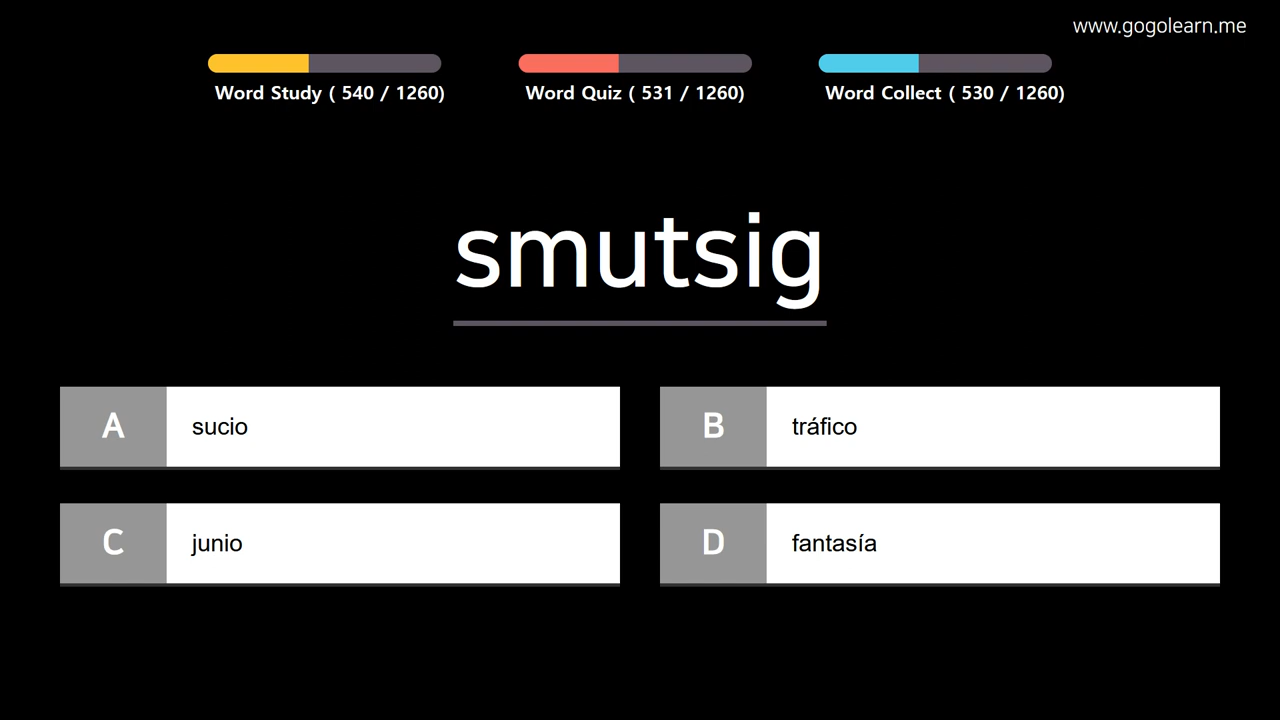 www.gogolearn.me
Word Study ( 540 / 1260)
Word Quiz ( 531 / 1260)
Word Collect ( 530 / 1260)
smutsig
A sucio
B tráfico
C junio
D fantasía